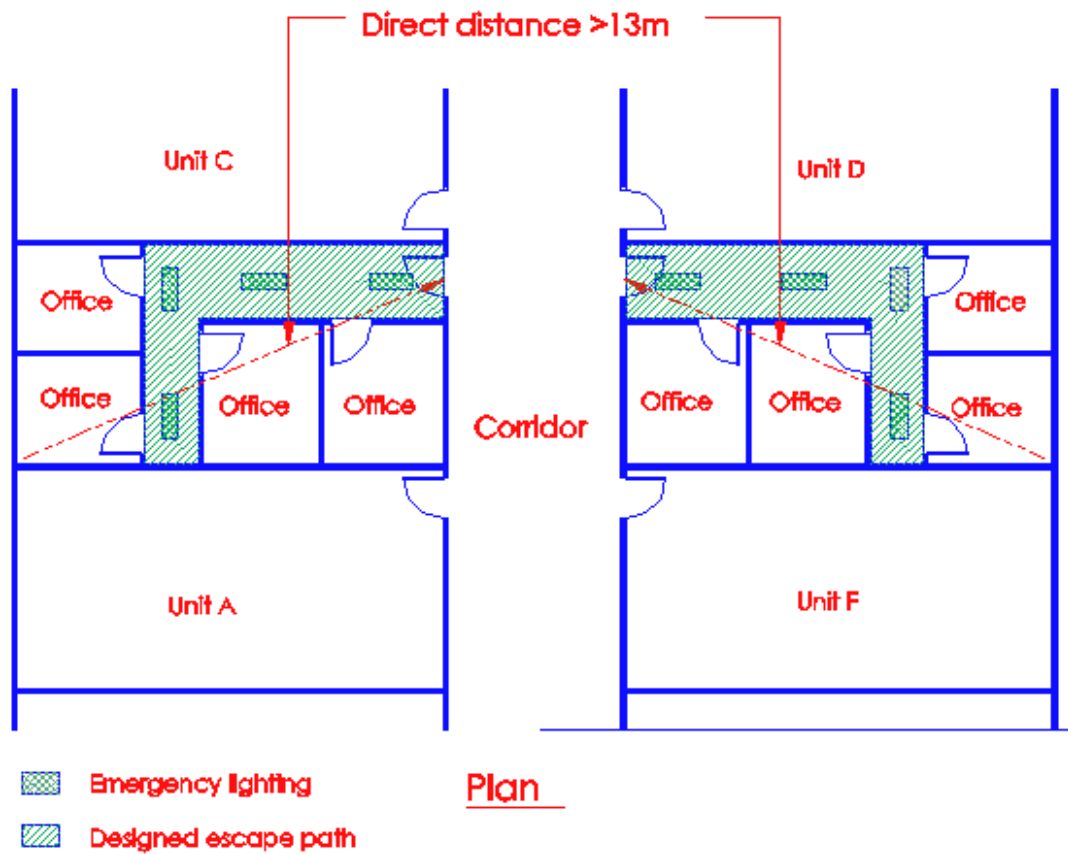 Direct distance >13m
Unit C
Unit D
Office
Office
Office
Office
Office
Office
Office
Office
Corridor
Unit A
Unit F
Emergency lighting
Plan
Designed escape path